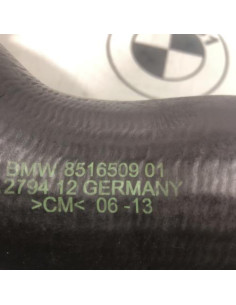 BMW 8516509 01
2794 12 GERMANY
>CM< 06 -13